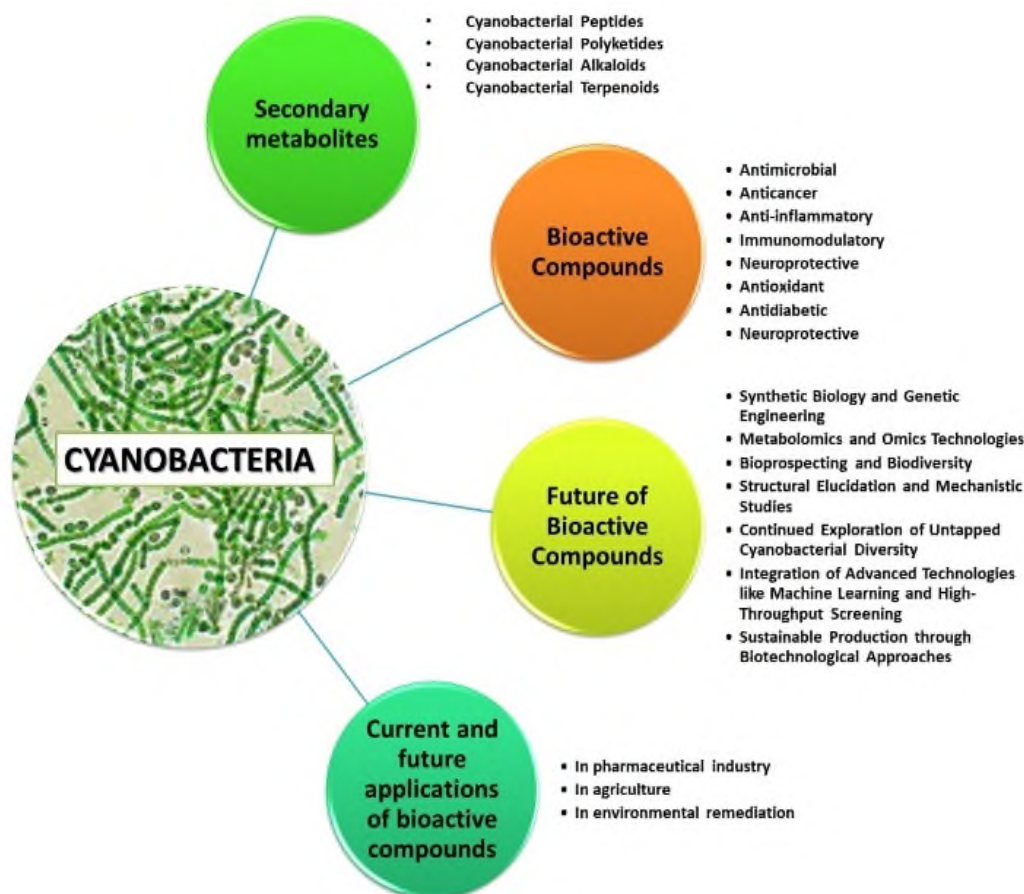 Secondary
metabolites
• Cyanobacterial Peptides
• Cyanobacterial Polyketides
• Cyanobacterial Alkaloids
• Cyanobacterial Terpenoids
Bioactive
Compounds
• Antimicrobial
• Anticancer
• Anti-inflammatory
• Immunomodulatory
• Neuroprotective
• Antioxidant
• Antidiabetic
• Neuroprotective
CYANOBACTERIA
Future of
Bioactive
Compounds
• Synthetic Biology and Genetic
Engineering
• Metabolomics and Omics Technologies
• Bioprospecting and Biodiversity
• Structural Elucidation and Mechanistic
Studies
• Continued Exploration of Untapped
Cyanobacterial Diversity
• Integration of Advanced Technologies
like Machine Learning and High-
Throughput Screening
• Sustainable Production through
Biotechnological Approaches
Current and
future
applications
of bioactive
compounds
• In pharmaceutical industry
• In agriculture
• In environmental remediation